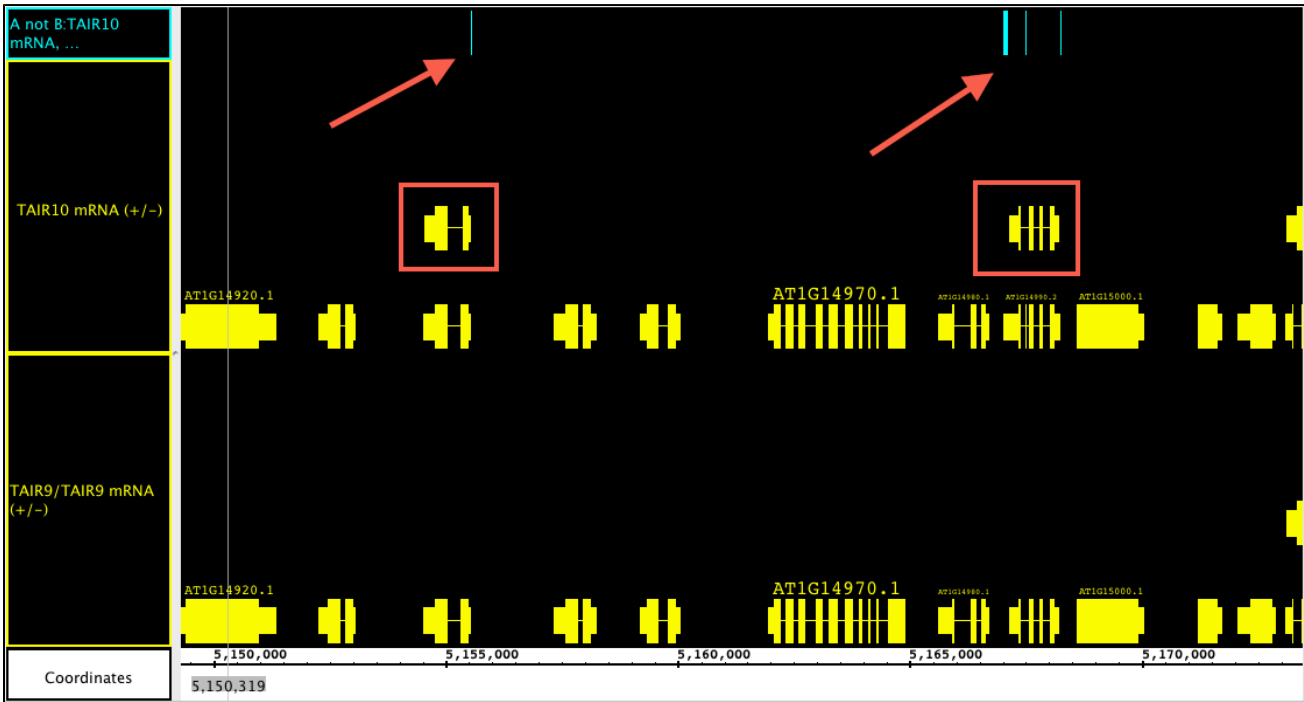 A not B:TAIR10
mRNA, ...
TAIR10 mRNA (+/-)
AT1G14920.1
AT1G14970.1
AT1G14980.1
AT1G14990.2
AT1G15000.1
TAIR9/TAIR9 mRNA
(+/-)
AT1G14920.1
AT1G14970.1
AT1G14980.1
AT1G15000.1
Coordinates
5,150,000
5,155,000
5,160,000
5,165,000
5,170,000
5,150,319